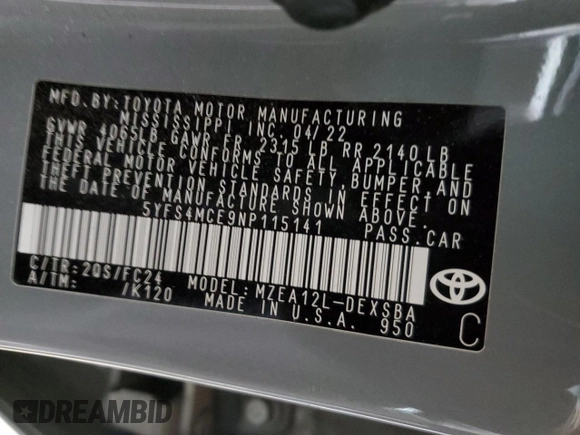 MFD. BY: TOYOTA MOTOR MANUFACTURING
MISSISSIPPI INC. 04/22
GVWR 4065LB GAWR FR 2315 LB RR 2140 LB
THIS VEHICLE CONFORMS TO ALL APPLICABLE
FEDERAL MOTOR VEHICLE SAFETY, BUMPER, AND
THEFT PREVENTION STANDARDS IN EFFECT ON
THE DATE OF MANUFACTURE SHOWN ABOVE.
5YFS4MCE9NP115141 PASS.CAR
C/TR: 2QS/FC24 MODEL: MZEA12L-DEXSBA
A/TM: /K120 MADE IN U.S.A. 950
C
DREAMBID